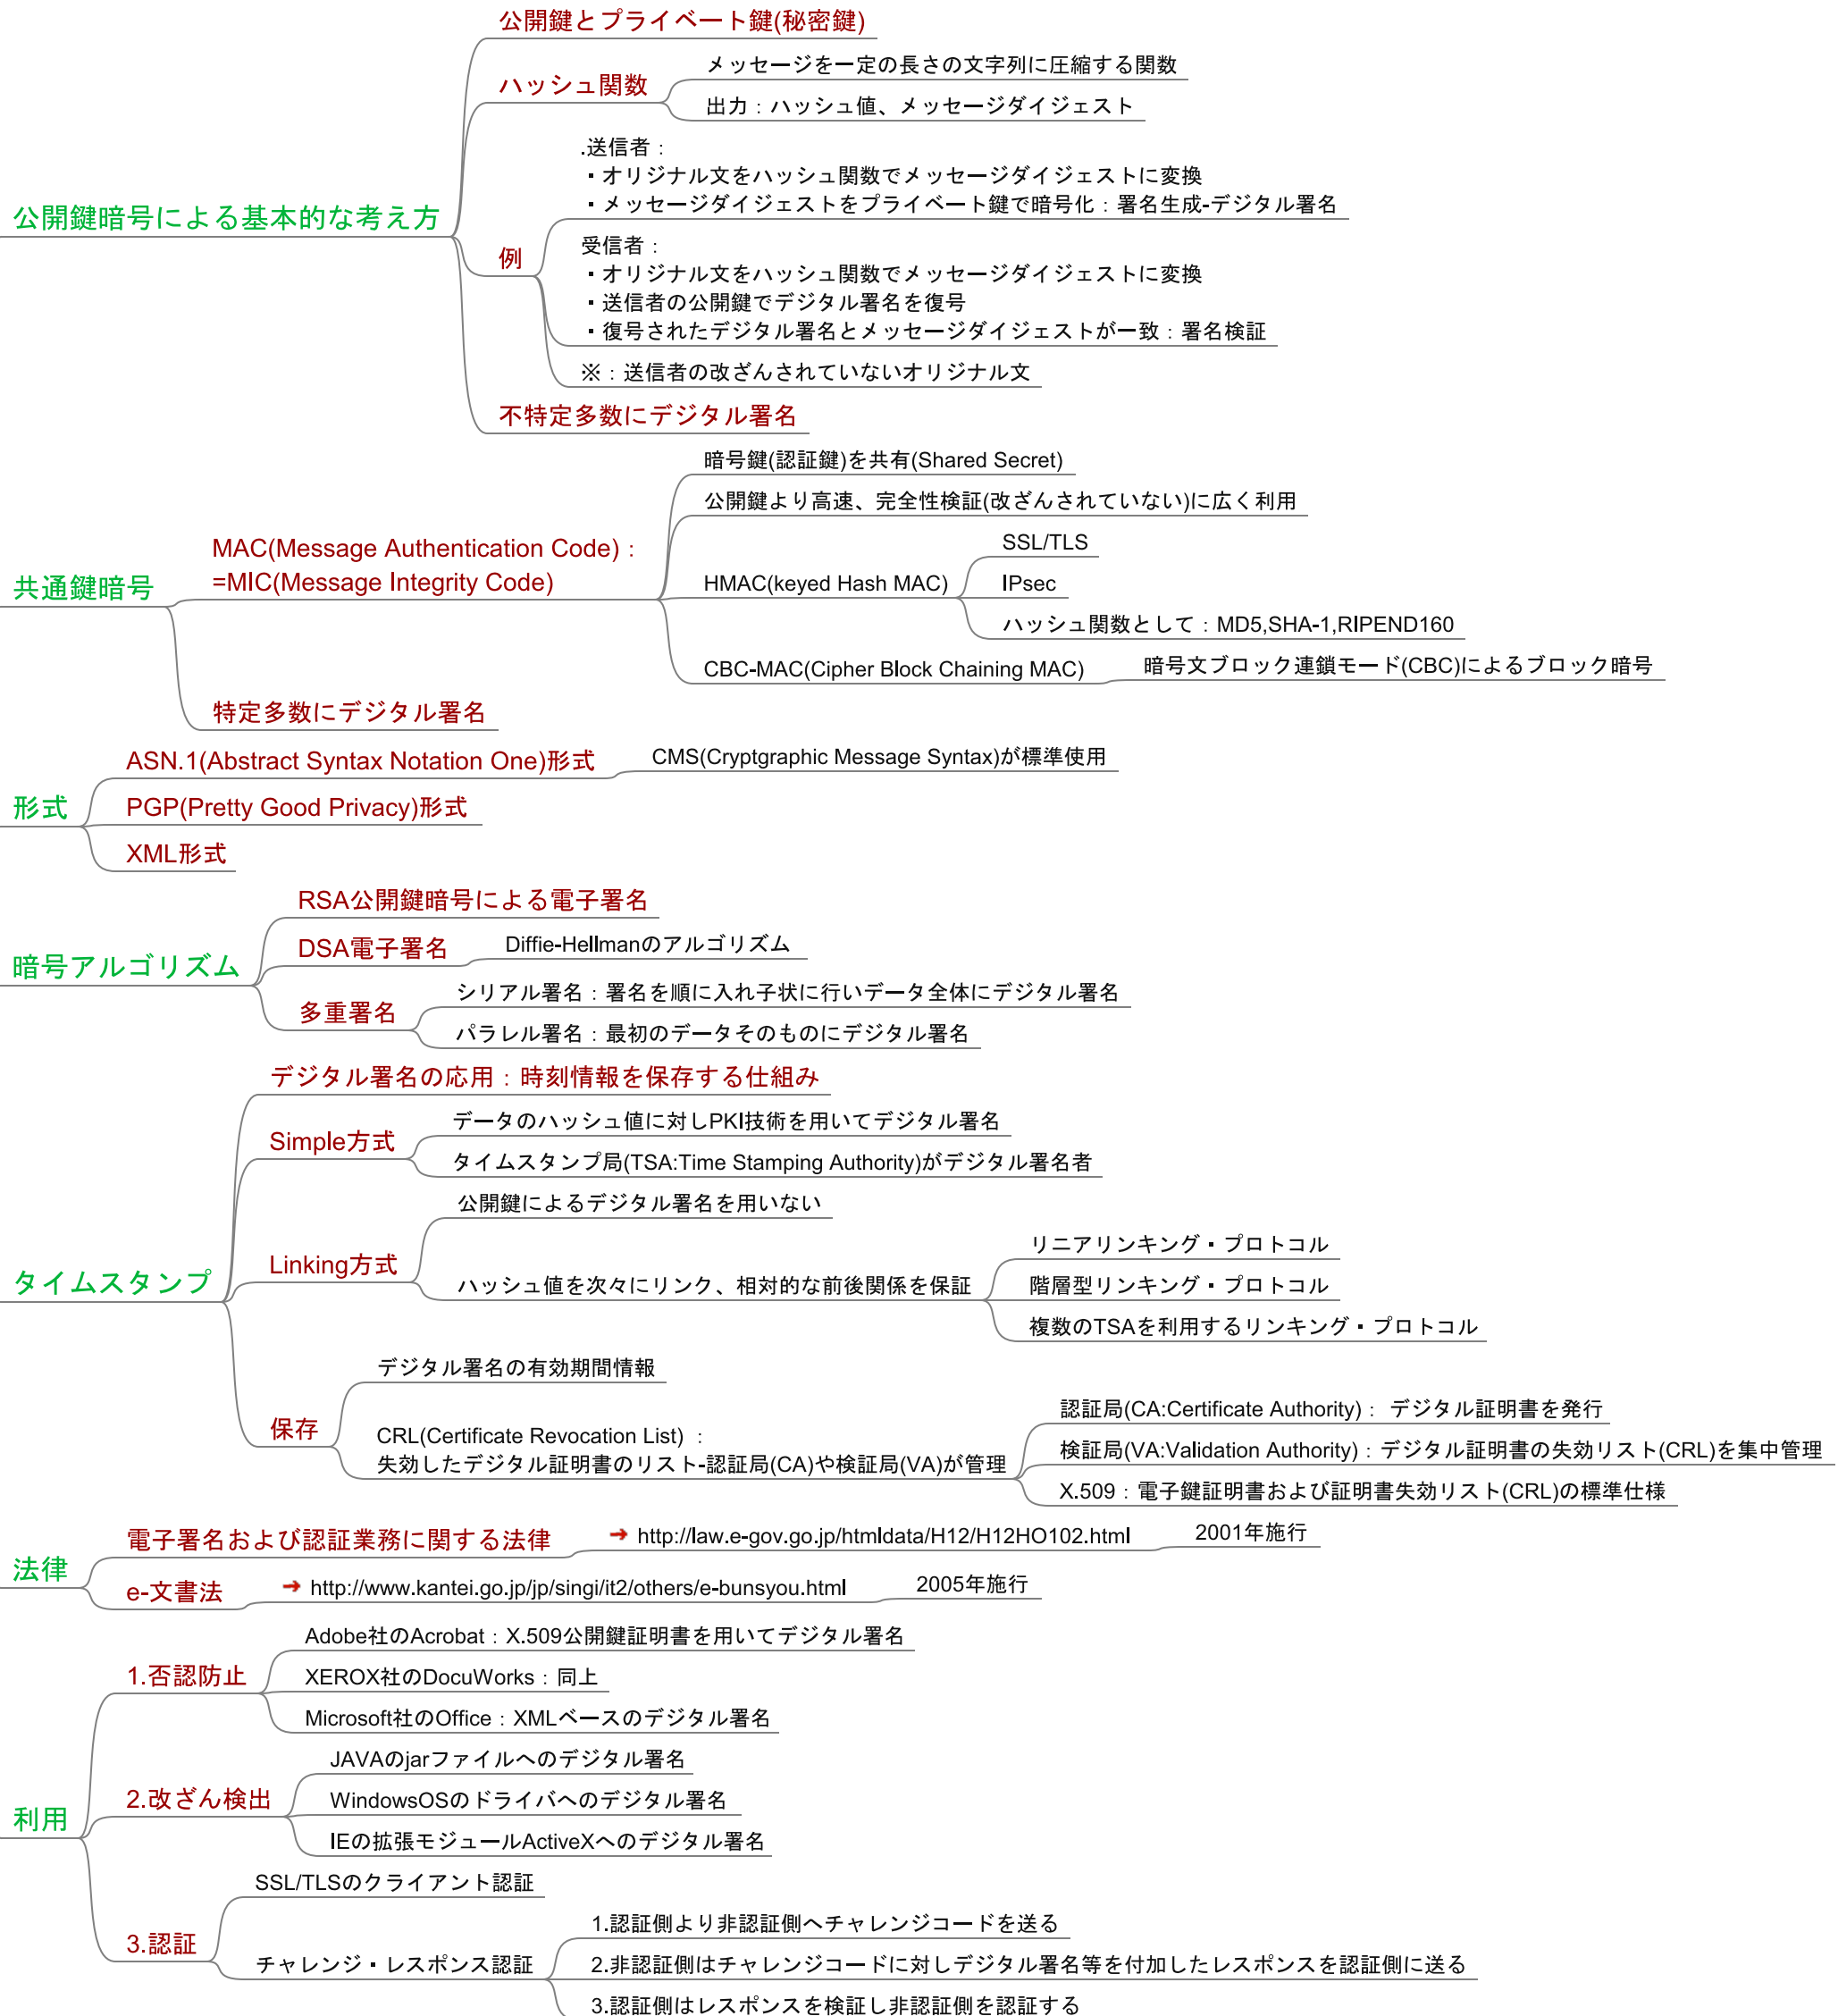 公開鍵暗号による基本的な考え方
公開鍵とプライベート鍵(秘密鍵)
ハッシュ関数
メッセージを一定の長さの文字列に圧縮する関数
出力：ハッシュ値、メッセージダイジェスト
例
.送信者：
・オリジナル文をハッシュ関数でメッセージダイジェストに変換
・メッセージダイジェストをプライベート鍵で暗号化：署名生成-デジタル署名
受信者：
・オリジナル文をハッシュ関数でメッセージダイジェストに変換
・送信者の公開鍵でデジタル署名を復号
・復号されたデジタル署名とメッセージダイジェストが一致：署名検証
※：送信者の改ざんされていないオリジナル文
不特定多数にデジタル署名
共通鍵暗号
MAC(Message Authentication Code)：
=MIC(Message Integrity Code)
暗号鍵(認証鍵)を共有(Shared Secret)
公開鍵より高速、完全性検証(改ざんされていない)に広く利用
HMAC(keyed Hash MAC)
SSL/TLS
IPsec
ハッシュ関数として：MD5,SHA-1,RIPEND160
CBC-MAC(Cipher Block Chaining MAC)
暗号文ブロック連鎖モード(CBC)によるブロック暗号
特定多数にデジタル署名
形式
ASN.1(Abstract Syntax Notation One)形式
CMS(Cryptgraphic Message Syntax)が標準使用
PGP(Pretty Good Privacy)形式
XML形式
暗号アルゴリズム
RSA公開鍵暗号による電子署名
DSA電子署名
Diffie-Hellmanのアルゴリズム
多重署名
シリアル署名：署名を順に入れ子状に行いデータ全体にデジタル署名
パラレル署名：最初のデータそのものにデジタル署名
タイムスタンプ
デジタル署名の応用：時刻情報を保存する仕組み
Simple方式
データのハッシュ値に対しPKI技術を用いてデジタル署名
タイムスタンプ局(TSA:Time Stamping Authority)がデジタル署名者
Linking方式
公開鍵によるデジタル署名を用いない
ハッシュ値を次々にリンク、相対的な前後関係を保証
リニアリンキング・プロトコル
階層型リンキング・プロトコル
複数のTSAを利用するリンキング・プロトコル
保存
デジタル署名の有効期間情報
CRL(Certificate Revocation List) ：
失効したデジタル証明書のリスト-認証局(CA)や検証局(VA)が管理
認証局(CA:Certificate Authority)： デジタル証明書を発行
検証局(VA:Validation Authority)：デジタル証明書の失効リスト(CRL)を集中管理
X.509：電子鍵証明書および証明書失効リスト(CRL)の標準仕様
法律
電子署名および認証業務に関する法律
http://law.e-gov.go.jp/htmldata/H12/H12HO102.html
2001年施行
e-文書法
http://www.kantei.go.jp/jp/singi/it2/others/e-bunsyou.html
2005年施行
利用
1.否認防止
Adobe社のAcrobat：X.509公開鍵証明書を用いてデジタル署名
XEROX社のDocuWorks：同上
Microsoft社のOffice：XMLベースのデジタル署名
2.改ざん検出
JAVAのjarファイルへのデジタル署名
WindowsOSのドライバへのデジタル署名
IEの拡張モジュールActiveXへのデジタル署名
3.認証
SSL/TLSのクライアント認証
チャレンジ・レスポンス認証
1.認証側より非認証側へチャレンジコードを送る
2.非認証側はチャレンジコードに対しデジタル署名等を付加したレスポンスを認証側に送る
3.認証側はレスポンスを検証し非認証側を認証する